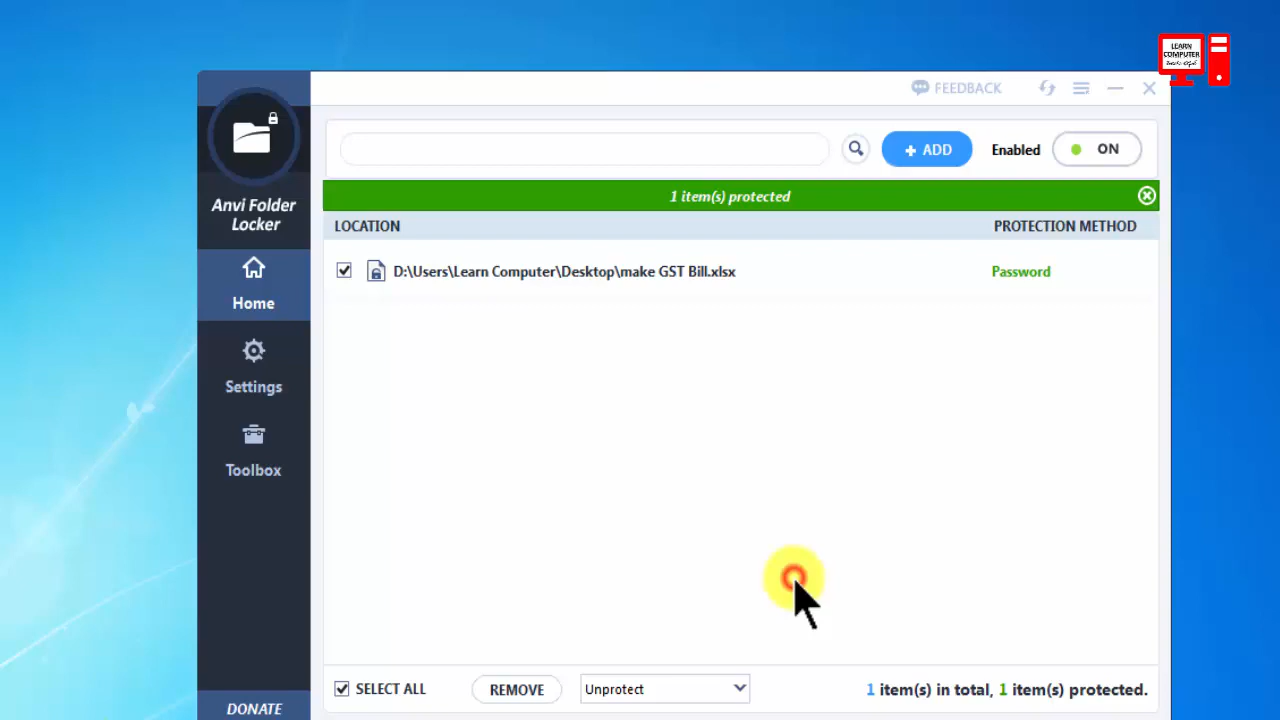 LEARN
COMPUTER
FEEDBACK
Anvi Folder
Locker
+ ADD
Enabled
ON
1 item(s) protected
LOCATION
PROTECTION METHOD
D:\Users\Learn Computer\Desktop\make GST Bill.xlsx
Password
Home
Settings
Toolbox
DONATE
SELECT ALL
REMOVE
Unprotect
1 item(s) in total, 1 item(s) protected.